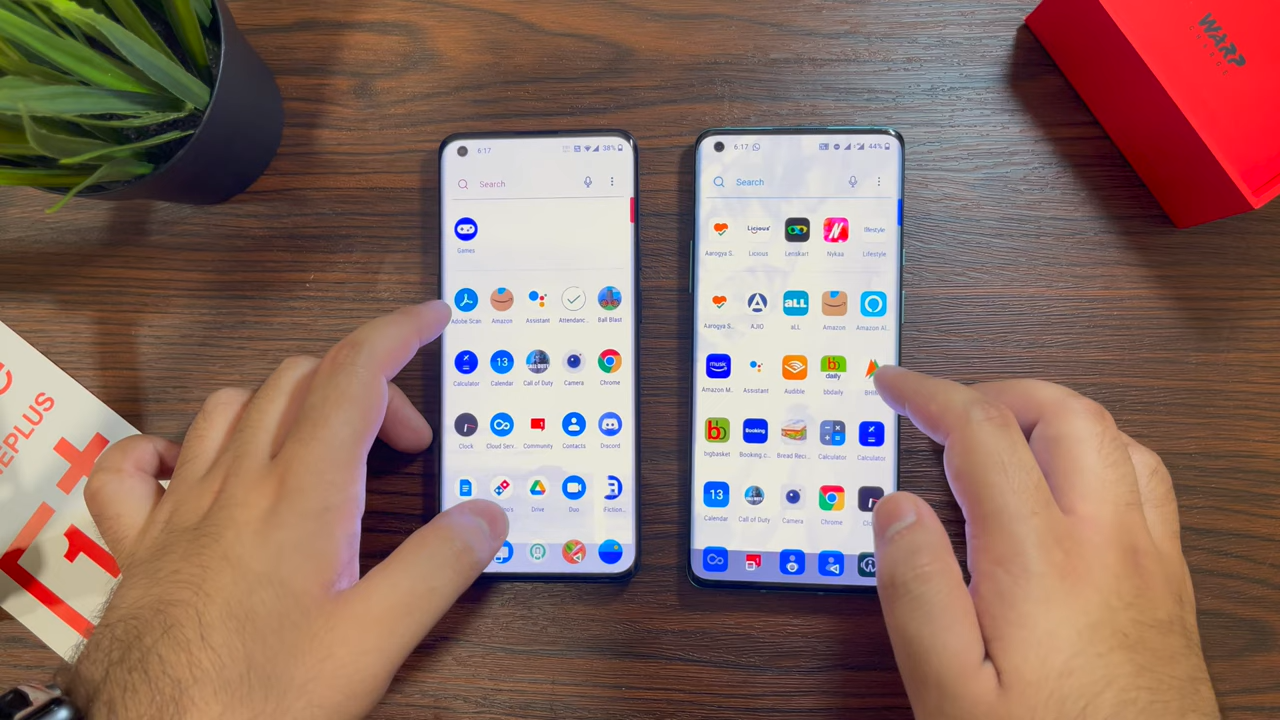 WARP
CHARGE
EPLUS
6:17
38%
Search
Games
Adobe Scan
Amazon
Assistant
Attendanc...
Ball Blast
13
Calculator
Calendar
Call of Duty
Camera
Chrome
Clock
Cloud Serv...
Community
Contacts
Discord
Drive
Duo
Fiction...
6:17
44%
Search
Licious
lifestyle
Aarogya S...
Licious
Lenskart
Nykaa
Lifestyle
aLL
Aarogya S...
AJIO
aLL
Amazon
Amazon Al...
music
bb
daily
Amazon M...
Assistant
Audible
bbdaily
bb
Booking
bigbasket
Booking.c...
Bread Reci...
Calculator
Calculator
13
Calendar
Call of Duty
Camera
Chrome